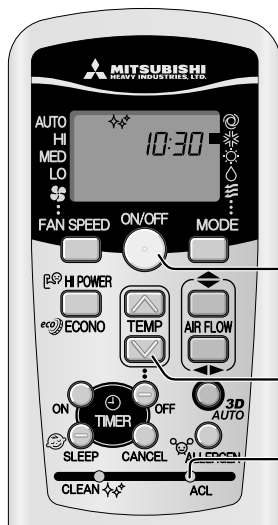 MITSUBISHI
HEAVY INDUSTRIES, LTD.
AUTO
HI
MED
LO
10:30
FAN SPEED
ON/OFF
MODE
HI POWER
eco ECONO
TEMP
AIR FLOW
ON
OFF
TIMER
3D
AUTO
SLEEP
CANCEL
ALLERGEN
CLEAN
ACL